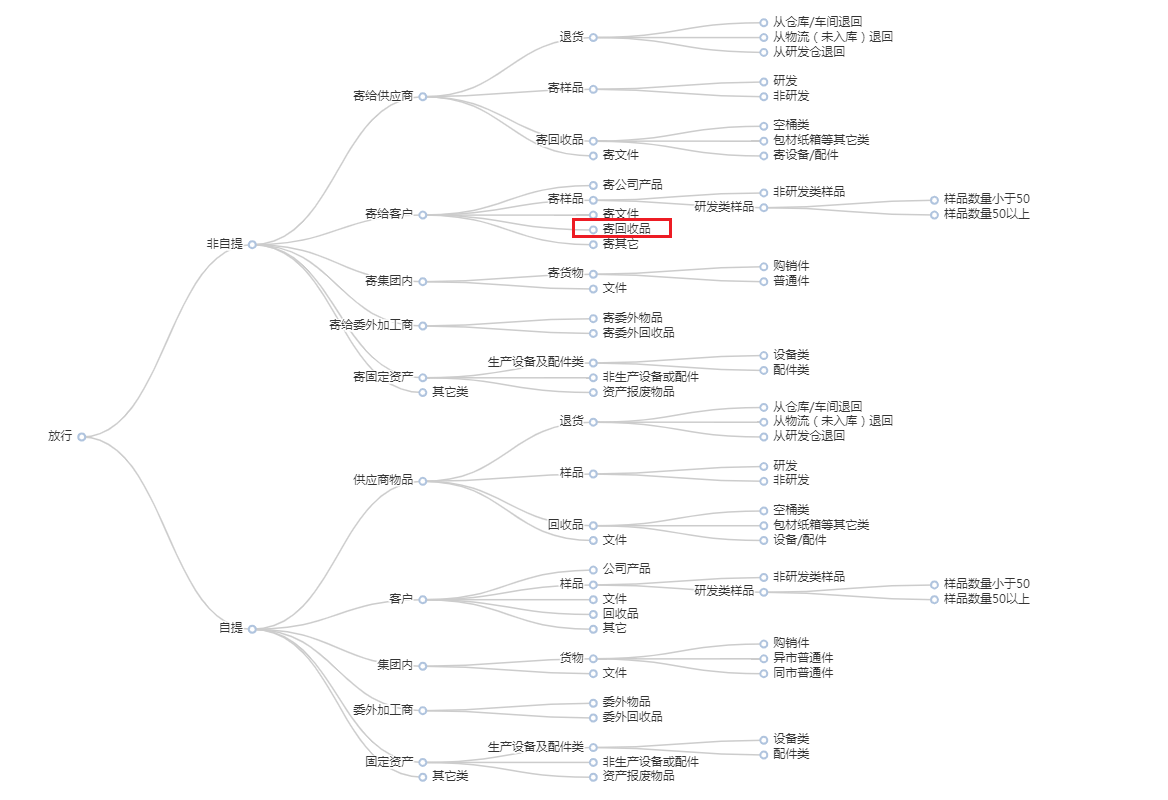 放行
非自提
寄给供应商
退货
从仓库/车间退回
从物流（未入库）退回
从研发仓退回
寄样品
研发
非研发
寄回收品
空桶类
包材纸箱等其它类
寄设备/配件
寄文件
寄给客户
寄公司产品
寄样品
非研发类样品
研发类样品
样品数量小于50
样品数量50以上
寄文件
寄回收品
寄其它
寄集团内
寄货物
购销件
普通件
文件
寄给委外加工商
寄委外物品
寄委外回收品
寄固定资产
生产设备及配件类
设备类
配件类
非生产设备或配件
资产报废物品
其它类
自提
供应商物品
退货
从仓库/车间退回
从物流（未入库）退回
从研发仓退回
样品
研发
非研发
回收品
空桶类
包材纸箱等其它类
设备/配件
文件
客户
公司产品
样品
非研发类样品
研发类样品
样品数量小于50
样品数量50以上
文件
回收品
其它
集团内
货物
购销件
异市普通件
同市普通件
文件
委外加工商
委外物品
委外回收品
固定资产
生产设备及配件类
设备类
配件类
非生产设备或配件
资产报废物品
其它类